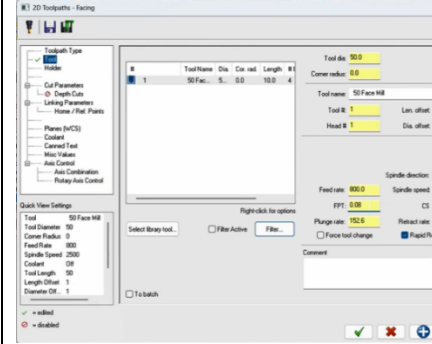 2D Toolpaths - Facing
Toolpath Type
Tool
Holder
Cut Parameters
Depth Cuts
Linking Parameters
Home / Ref. Points
Planes (WCS)
Coolant
Canned Text
Misc Values
Axis Control
Axis Combination
Rotary Axis Control
Quick View Settings
Tool 50 Face Mill
Tool Diameter 50
Corner Radius 0
Feed Rate 800
Spindle Speed 2500
Coolant Off
Tool Length 50
Length Offset 1
Diameter Off... 1
= edited
= disabled
# Tool Name Dia. Cor. rad. Length
1 50 Fac... 5... 0.0 10.0 4
Right-click for options
Select library tool...
Filter Active
Filter...
To batch
Tool dia: 50.0
Corner radius: 0.0
Tool name: 50 Face Mill
Tool #: 1 Len. offset:
Head # 1 Dia. offset:
Spindle direction:
Feed rate: 800.0 Spindle speed:
FPT: 0.08 CS
Plunge rate: 152.6 Retract rate:
Force tool change Rapid R
Comment